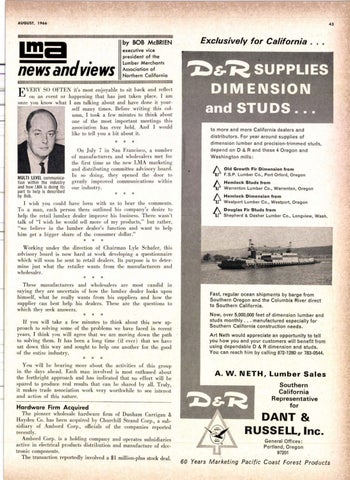 AUGUST, 1966
43
LMA
news and views
by BOB McBRIEN
executive vice
president of the
Lumber Merchants
Association of
Northern California
EVERY SO OFTEN it's most enjoyable to sit back and reflect
on an event or happening that has just taken place. I am
sure you know what I am talking about and have done it your-
self many times. Before writing this col-
umn, I took a few minutes to think about
one of the most important meetings this
association has ever held. And I would
like to tell you a bit about it.
* * *
On July 7 in San Francisco, a number
of manufacturers and wholesalers met for
the first time as the new LMA marketing
and distributing committee advisory board.
In so doing, they opened the door to
greatly improved communications within
our industry.
MULTI LEVEL communica-
tion within the industry
and how LMA is doing its
part to help is described
by Bob.
* * *
I wish you could have been with us to hear the comments.
To a man, each person there outlined his company's desire to
help the retail lumber dealer improve his business. There wasn't
talk of "I wish he would sell more of my products," but rather,
"we believe in the lumber dealer's function and want to help
him get a bigger share of the consumer dollar."
* * *
Working under the direction of Chairman Lyle Schafer, this
advisory board is now hard at work developing a questionnaire
which will soon be sent to retail dealers. Its purpose is to deter-
mine just what the retailer wants from the manufacturers and
wholesaler.
* * *
These manufacturers and wholesalers are most candid in
saying they are uncertain of how the lumber dealer looks upon
himself, what he really wants from his suppliers and how the
supplier can best help his dealers. These are the questions to
which they seek answers.
* * *
If you will take a few minutes to think about this new ap-
proach to solving some of the problems we have faced in recent
years, I think you will agree that we are moving down the path
to solving them. It has been a long time (if ever) that we have
sat down this way and sought to help one another for the good
of the entire industry.
* * *
You will be hearing more about the activities of this group
in the days ahead. Each member is most enthused about
the forthright approach and has indicated that no effort will be
spared to produce real results that can be shared by all. Truly,
it makes trade association work very worthwhile to see interest
and action of this nature.
Hardware Firm Acquired
The pioneer wholesale hardware firm of Dunham Carrigan &
Hayden Co. has been acquired by Churchill Strand Corp., a sub-
sidiary of Ambord Corp., officials of the companies reported
recently.
Ambord Corp. is a holding company and operates subsidiaries
active in electrical products distribution and manufacture of elec-
tronic components.
The transaction reportedly involved a $1 million-plus stock deal.
Exclusively for California . . .
D&R SUPPLIES
DIMENSION
and STUDS . . .
to more and more California dealers and
distributors. For year around supplies of
dimension lumber and precision-trimmed studs,
depend on D & R and these 4 Oregon and
Washington mills:
Old Growth Fir Dimension from
F.S.P. Lumber Co., Port Orford, Oregon
Hemlock Studs from
Warrenton Lumber Co., Warrenton, Oregon
Hemlock Dimension from
Westport Lumber Co., Westport, Oregon
Douglas Fir Studs from
Shepherd & Slasher Lumber Co., Longview, Wash.
Fast, regular ocean shipments by barge from
Southern Oregon and the Columbia River direct
to Southern California.
Now, over 5,000,000 feet of dimension lumber and
studs monthly . . . manufactured especially for
Southern California construction needs.
Art Neth would appreciate an opportunity to tell
you how you and your customers will benefit from
using dependable D & R dimension and studs.
You can reach him by calling 872-1280 or 783-0544.
A. W. NETH, Lumber Sales
Southern
California
Representative
for
D&R
DANT &
RUSSELL, Inc.
General Offices:
Portland, Oregon
97201
60 Years Marketing Pacific Coast Forest Products